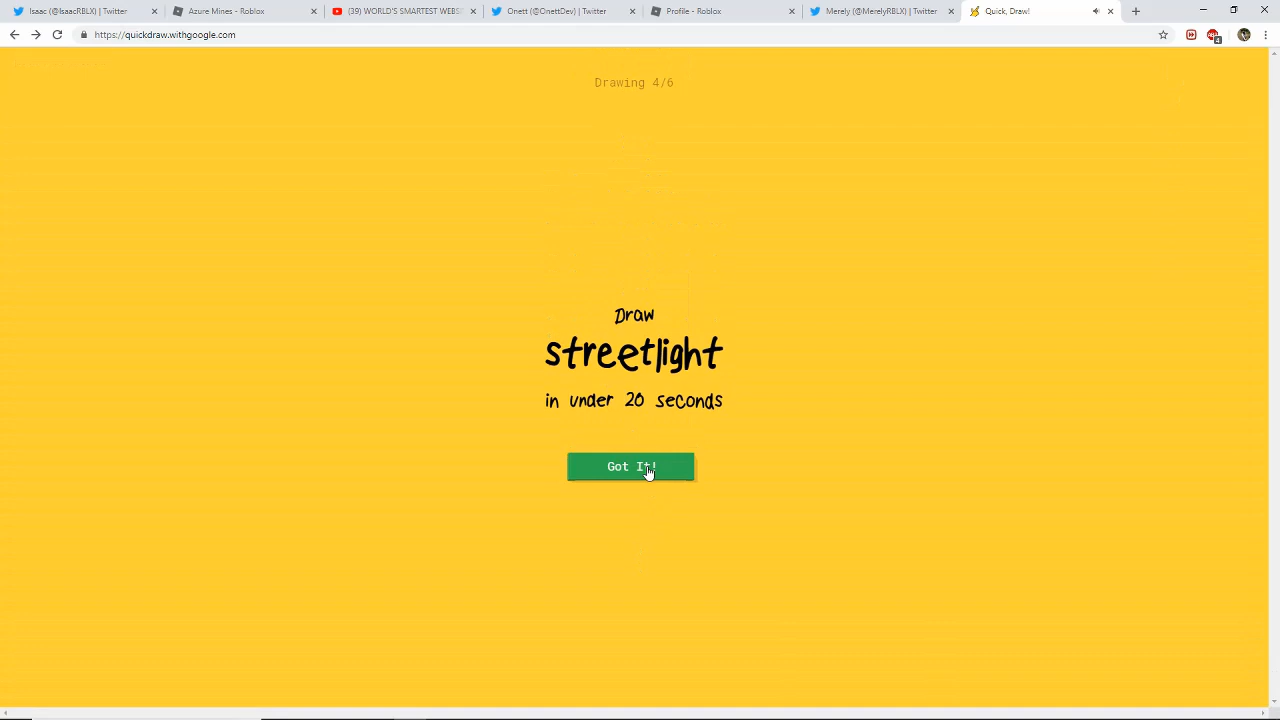 Isaac (@IsaacRBLX) | Twitter
Azure Mines - Roblox
(39) WORLD'S SMARTEST WEBS
Onett (@OnettDev) | Twitter
Profile - Roblox
Merely (@MerelyRBLX) | Twitter
Quick, Draw!
https://quickdraw.withgoogle.com
Drawing 4/6
Draw
streetlight
in under 20 seconds
Got It!